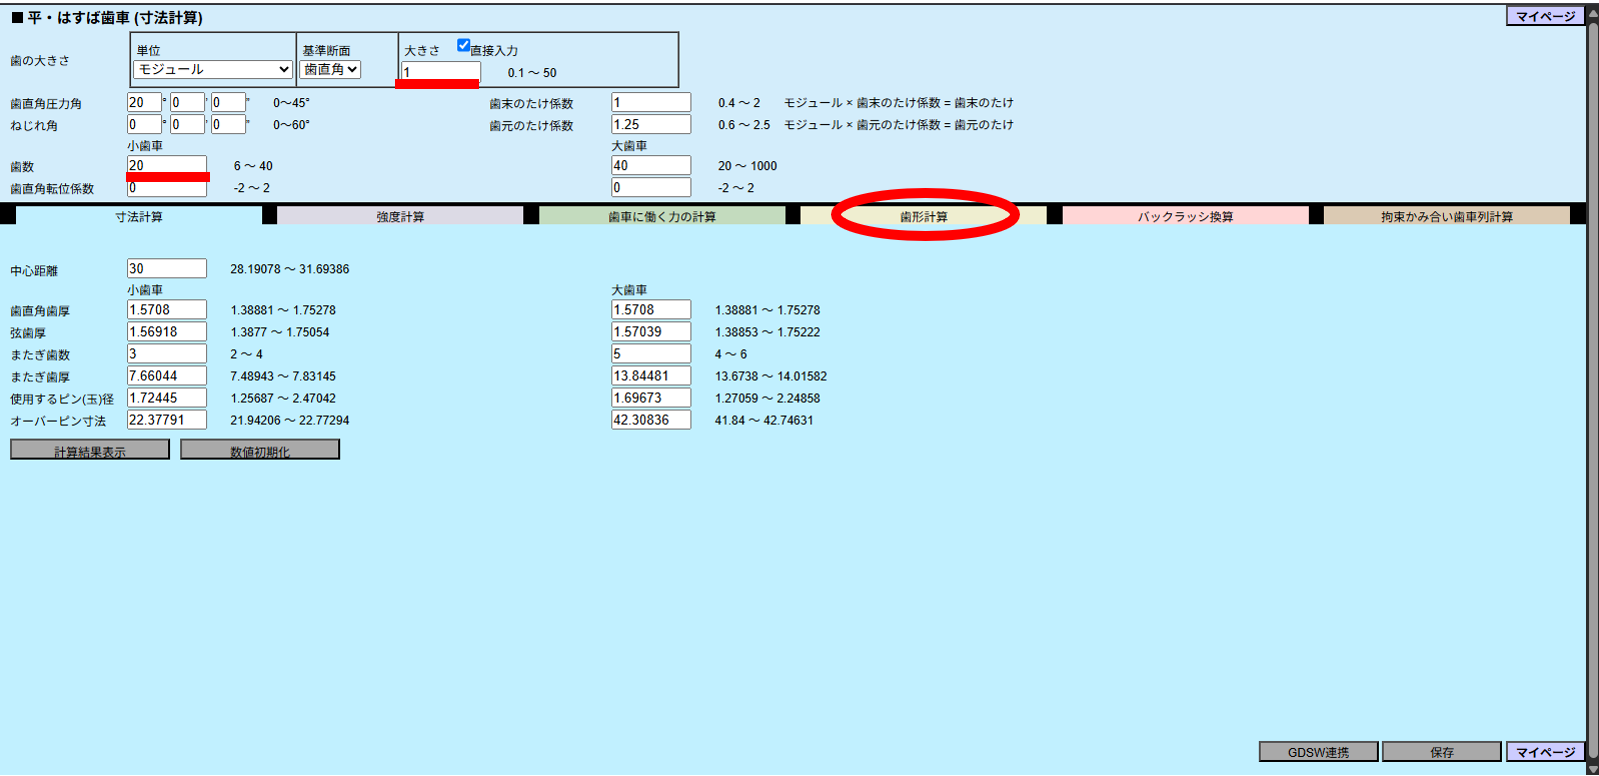 ■ 平・はすば歯車 (寸法計算) マイページ
単位 基準断面 大きさ 直接入力
歯の大きさ モジュール 歯直角 1 0.1 ～ 50
歯直角圧力角 20 ° 0 ' 0 " 0～45° 歯末のたけ係数 1 0.4 ～ 2 モジュール × 歯末のたけ係数 = 歯末のたけ
ねじれ角 0 ° 0 ' 0 " 0～60° 歯元のたけ係数 1.25 0.6 ～ 2.5 モジュール × 歯元のたけ係数 = 歯元のたけ
小歯車 大歯車
歯数 20 6 ～ 40 40 20 ～ 1000
歯直角転位係数 0 -2 ～ 2 0 -2 ～ 2
寸法計算 強度計算 歯車に働く力の計算 歯形計算 バックラッシ換算 拘束かみ合い歯車列計算
中心距離 30 28.19078 ～ 31.69386
小歯車 大歯車
歯直角歯厚 1.5708 1.38881 ～ 1.75278 1.5708 1.38881 ～ 1.75278
弦歯厚 1.56918 1.3877 ～ 1.75054 1.57039 1.38853 ～ 1.75222
またぎ歯数 3 2 ～ 4 5 4 ～ 6
またぎ歯厚 7.66044 7.48943 ～ 7.83145 13.84481 13.6738 ～ 14.01582
使用するピン(玉)径 1.72445 1.25687 ～ 2.47042 1.69673 1.27059 ～ 2.24858
オーバーピン寸法 22.37791 21.94206 ～ 22.77294 42.30836 41.84 ～ 42.74631
計算結果表示 数値初期化
GDSW連携 保存 マイページ